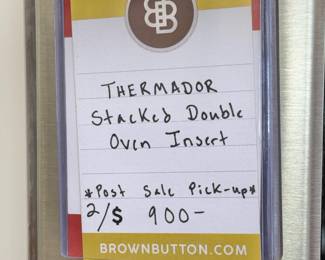 THERMADOR
Stacked Double
Oven Insert
*Post Sale Pick-up*
2/$ 900-
BROWNBUTTON.COM